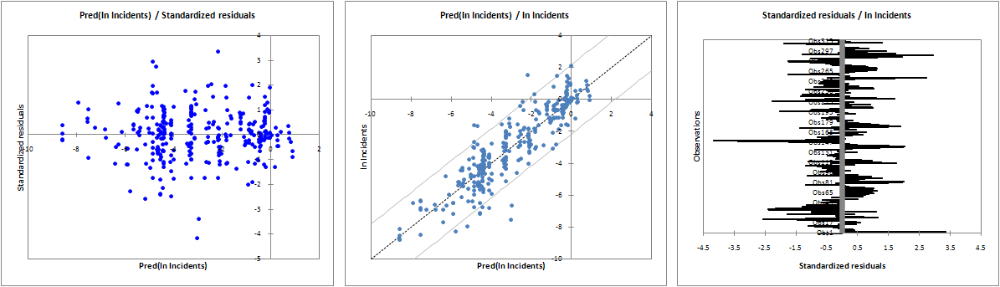 Pred(ln Incidents) / Standardized residuals
4
3
2
1
-10
-8
-6
-4
-2
0
2
-1
-2
-3
-4
-5
Standardized residuals
Pred(ln Incidents)
Pred(ln Incidents) / ln Incidents
4
2
0
-10
-8
-6
-4
-2
0
2
4
-2
-4
-6
-8
-10
ln Incidents
Pred(ln Incidents)
Standardized residuals / ln Incidents
Obs313
Obs297
Obs265
Obs179
Obs81
Obs65
Obs1
Observations
-4.5
-3.5
-2.5
-1.5
-0.5
0.5
1.5
2.5
3.5
4.5
Standardized residuals